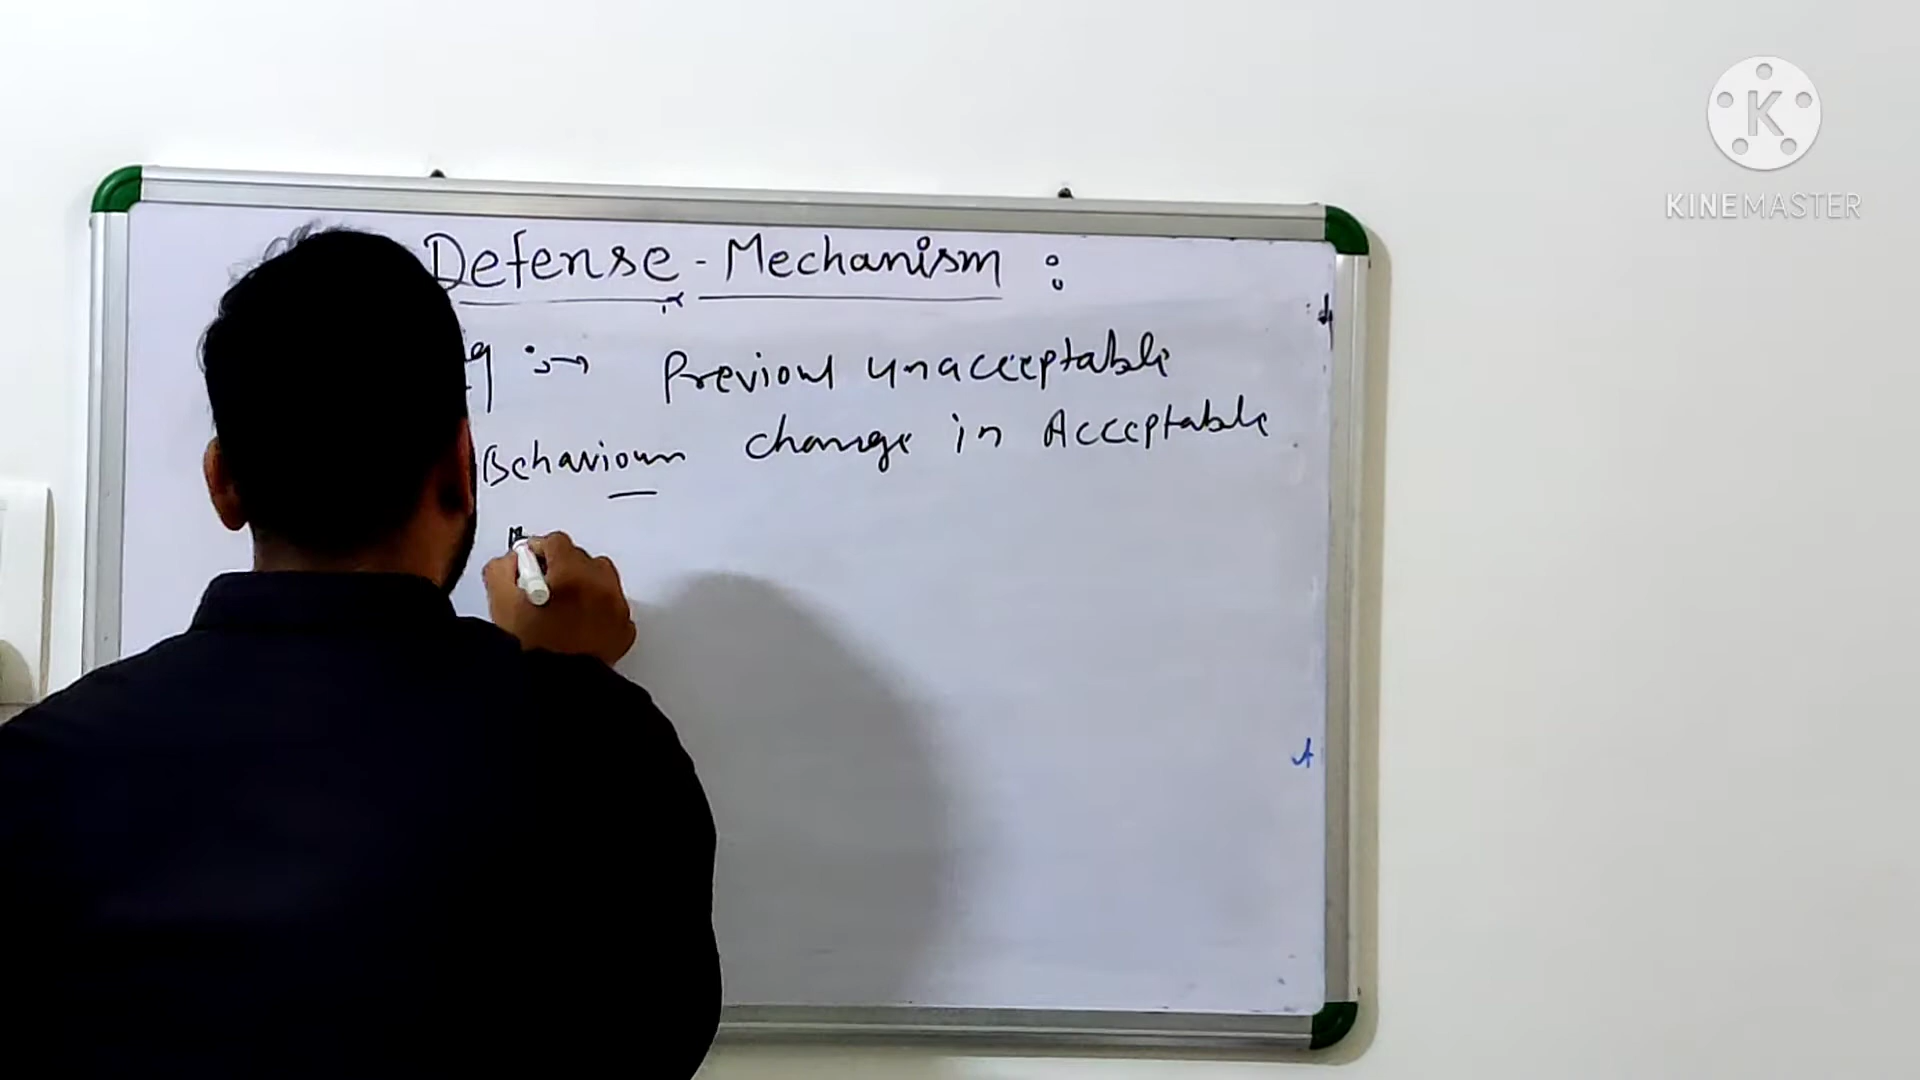 Defense - Mechanism :
g :→ Previous unacceptable
Behaviour change in Acceptable
K
KINEMASTER